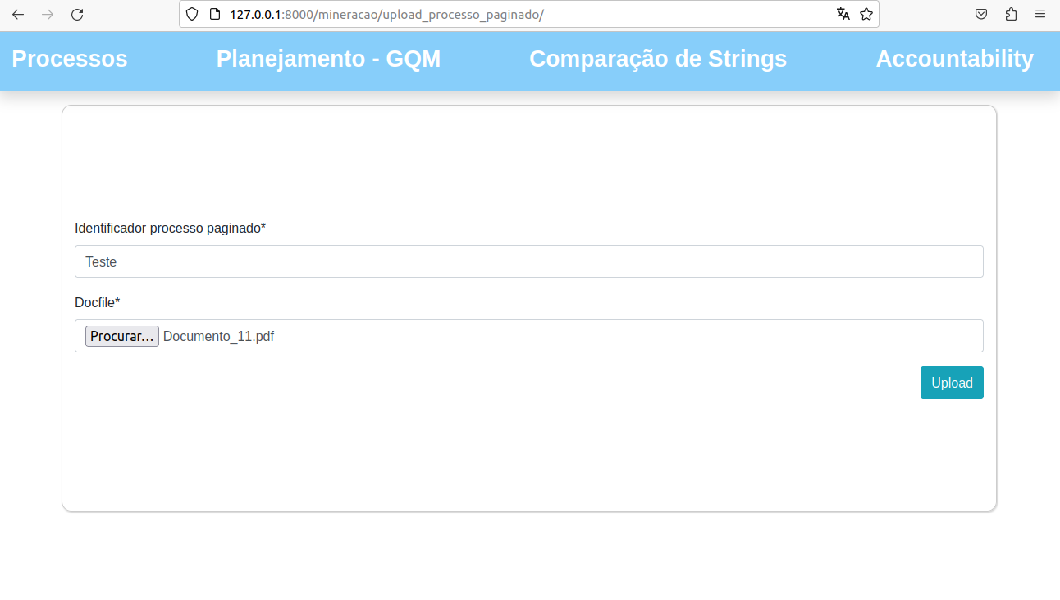 127.0.0.1:8000/mineracao/upload_processo_paginado/
Processos Planejamento - GQM Comparação de Strings Accountability
Identificador processo paginado*
Teste
Docfile*
Procurar... Documento_11.pdf
Upload